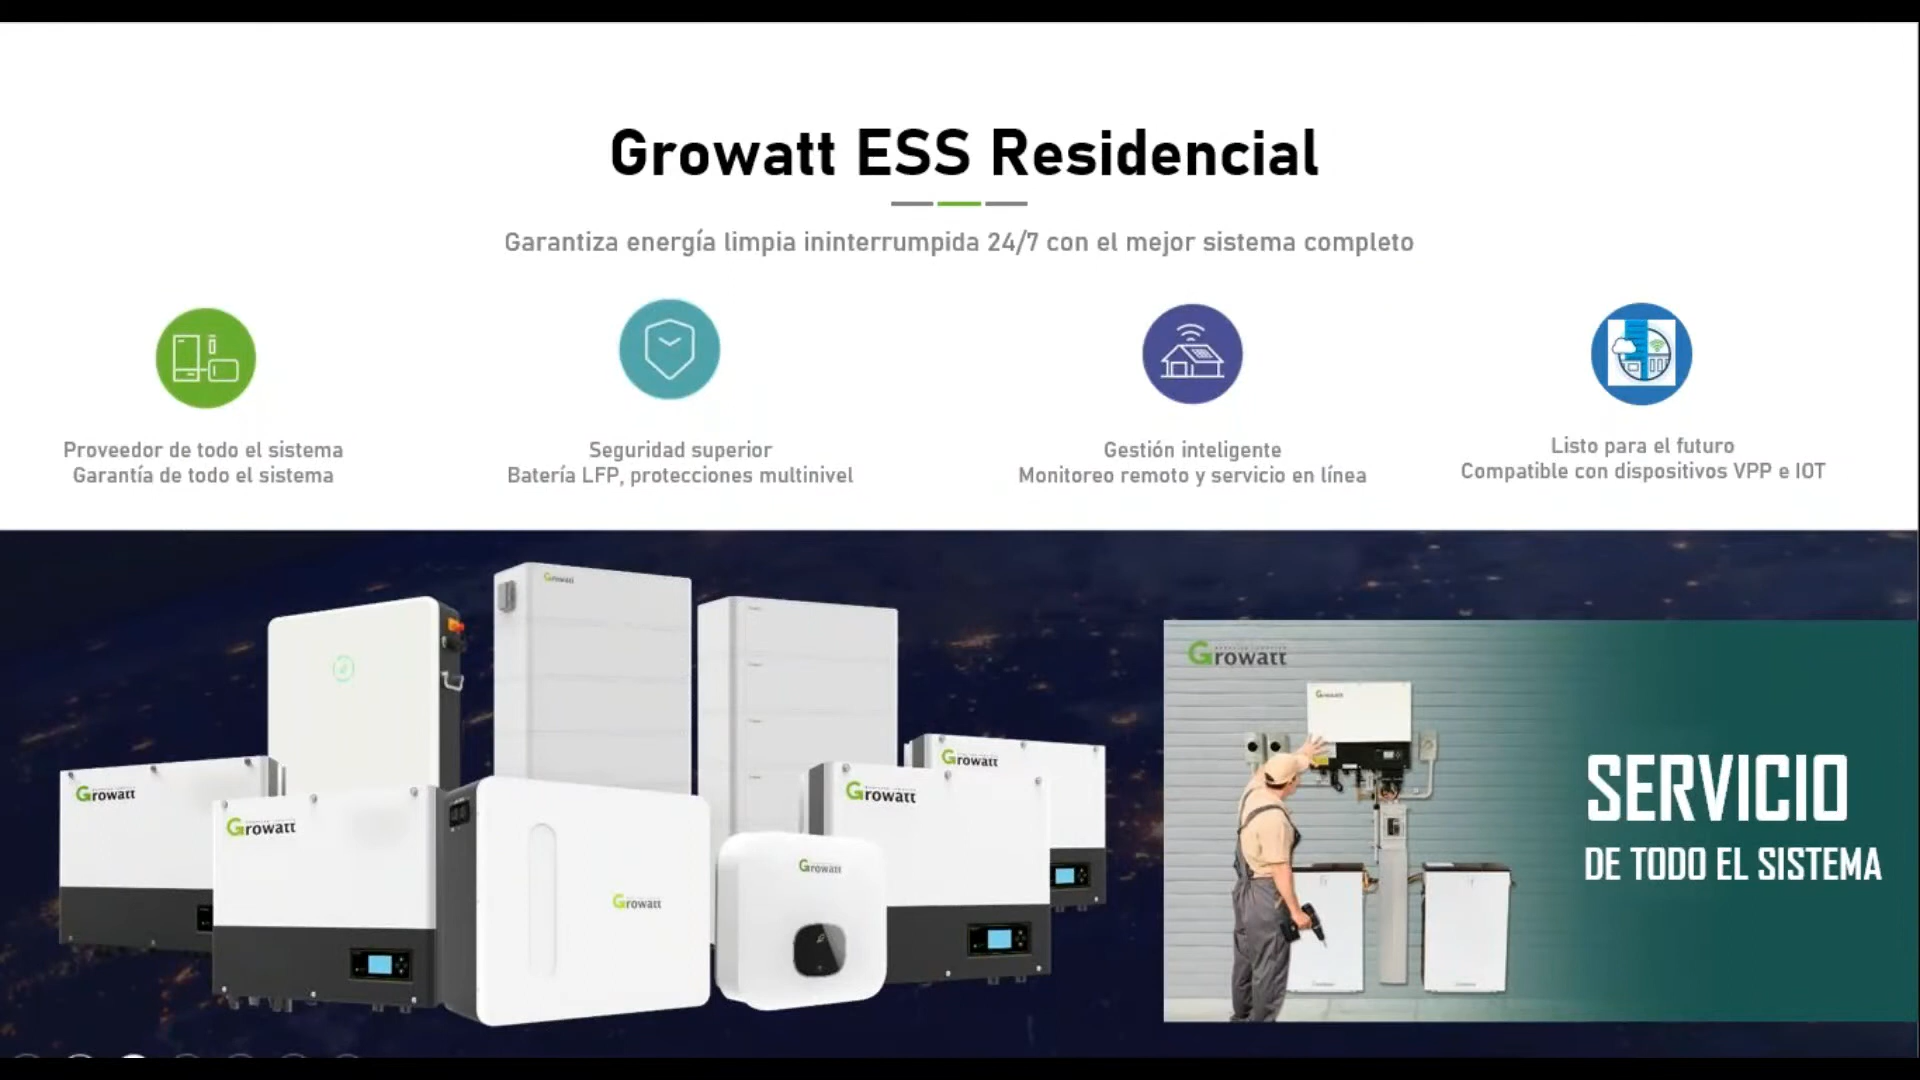 Growatt ESS Residencial
Garantiza energía limpia ininterrumpida 24/7 con el mejor sistema completo
Proveedor de todo el sistema
Garantía de todo el sistema
Seguridad superior
Batería LFP, protecciones multinivel
Gestión inteligente
Monitoreo remoto y servicio en línea
Listo para el futuro
Compatible con dispositivos VPP e IOT
Growatt
Growatt
Growatt
Growatt
Growatt
Growatt
Growatt
Growatt
Growatt
SERVICIO
DE TODO EL SISTEMA